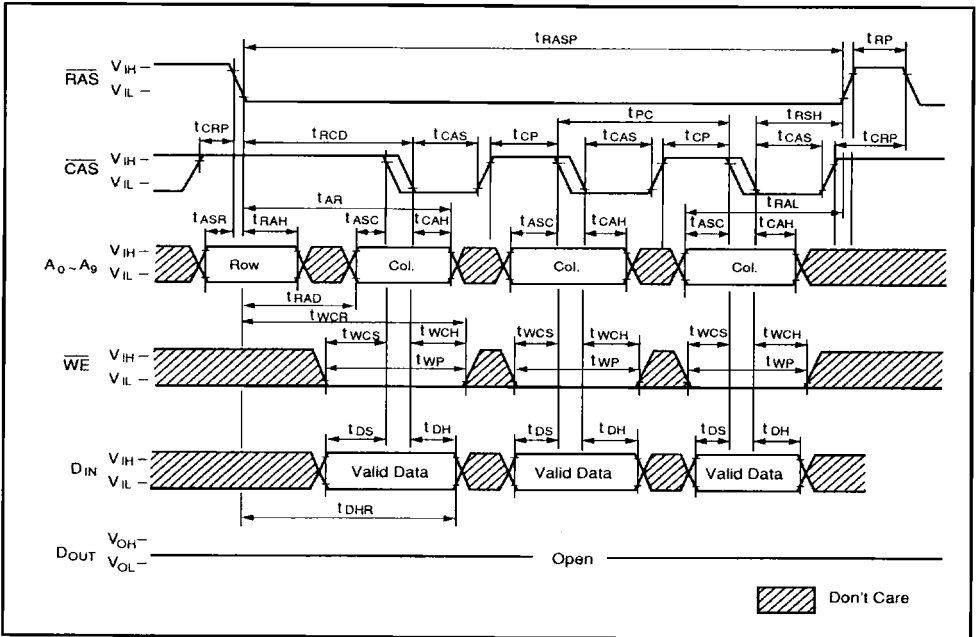 tRASP tRP
RAS VIH VIL
tCRP tRCD tCAS tCP tPC tCAS tCP tRSH tCAS tCRP
CAS VIH VIL
tAR tRAL
tASR tRAH tASC tCAH tASC tCAH tASC tCAH
A0~A9 VIH VIL Row Col. Col. Col.
tRAD
tWCR
tWCS tWCH tWCS tWCH tWCS tWCH
WE VIH VIL tWP tWP tWP
tDS tDH tDS tDH tDS tDH
DIN VIH VIL Valid Data Valid Data Valid Data
tDHR
DOUT VOH VOL Open
Don't Care